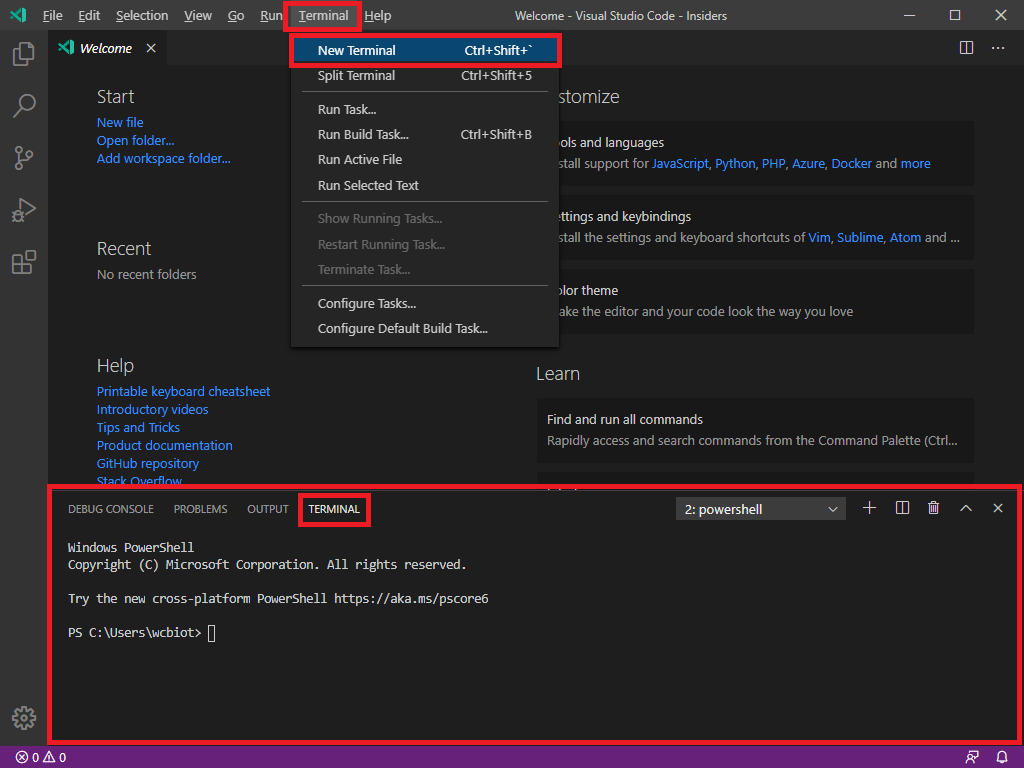 File Edit Selection View Go Run Terminal Help Welcome - Visual Studio Code - Insiders
Welcome
New Terminal Ctrl+Shift+`
Split Terminal Ctrl+Shift+5
Run Task...
Run Build Task... Ctrl+Shift+B
Run Active File
Run Selected Text
Show Running Tasks...
Restart Running Task...
Terminate Task...
Configure Tasks...
Configure Default Build Task...
Start
New file
Open folder...
Add workspace folder...
Recent
No recent folders
Help
Printable keyboard cheatsheet
Introductory videos
Tips and Tricks
Product documentation
GitHub repository
Stack Overflow
stomize
ols and languages
stall support for JavaScript, Python, PHP, Azure, Docker and more
ettings and keybindings
stall the settings and keyboard shortcuts of Vim, Sublime, Atom and ...
olor theme
ake the editor and your code look the way you love
Learn
Find and run all commands
Rapidly access and search commands from the Command Palette (Ctrl...
DEBUG CONSOLE PROBLEMS OUTPUT TERMINAL 2: powershell
Windows PowerShell
Copyright (C) Microsoft Corporation. All rights reserved.
Try the new cross-platform PowerShell https://aka.ms/pscore6
PS C:\Users\wcbiot>
0 0